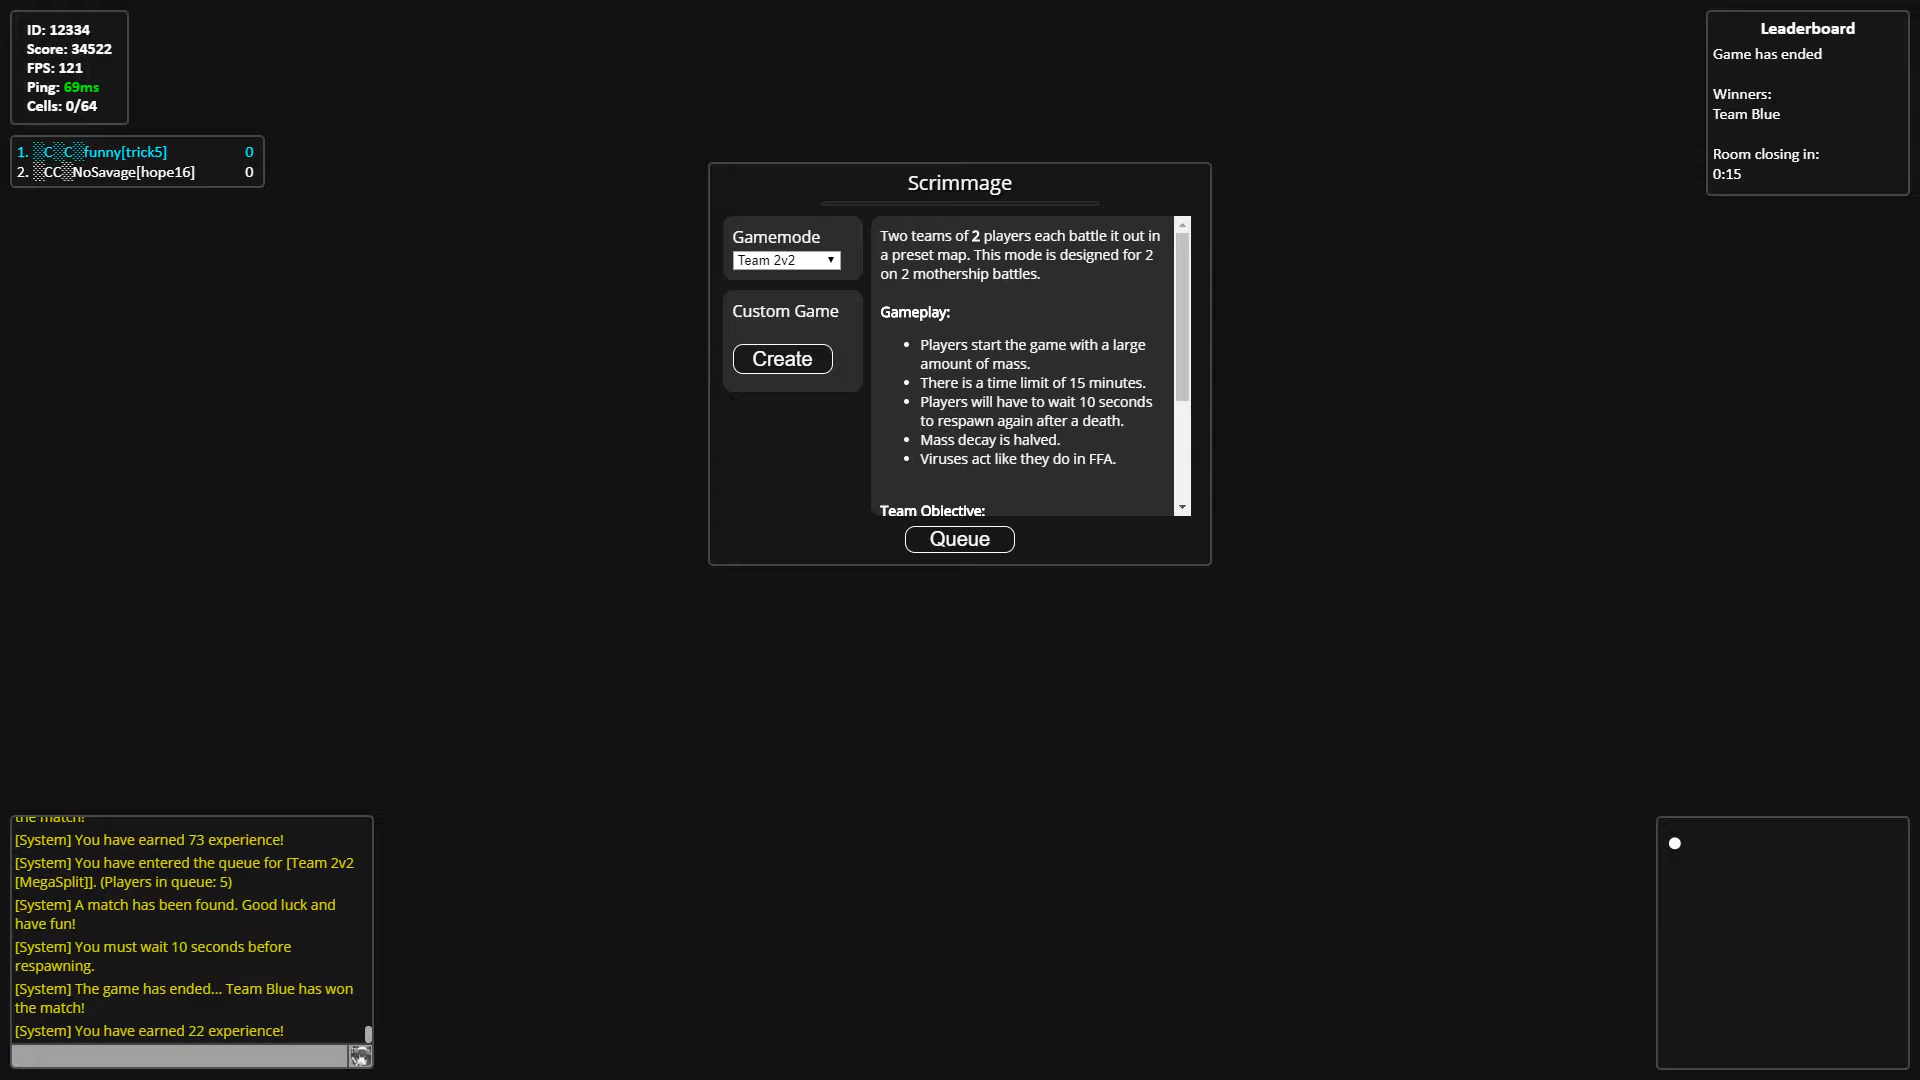 ID: 12334
Score: 34522
FPS: 121
Ping: 69ms
Cells: 0/64
1. ░C░C░funny[trick5] 0
2. ░CC░NoSavage[hope16] 0
Leaderboard
Game has ended
Winners:
Team Blue
Room closing in:
0:15
Scrimmage
Gamemode
Team 2v2
Custom Game
Create
Two teams of 2 players each battle it out in
a preset map. This mode is designed for 2
on 2 mothership battles.
Gameplay:
• Players start the game with a large
amount of mass.
• There is a time limit of 15 minutes.
• Players will have to wait 10 seconds
to respawn again after a death.
• Mass decay is halved.
• Viruses act like they do in FFA.
Team Objective:
Queue
the match!
[System] You have earned 73 experience!
[System] You have entered the queue for [Team 2v2
[MegaSplit]]. (Players in queue: 5)
[System] A match has been found. Good luck and
have fun!
[System] You must wait 10 seconds before
respawning.
[System] The game has ended... Team Blue has won
the match!
[System] You have earned 22 experience!